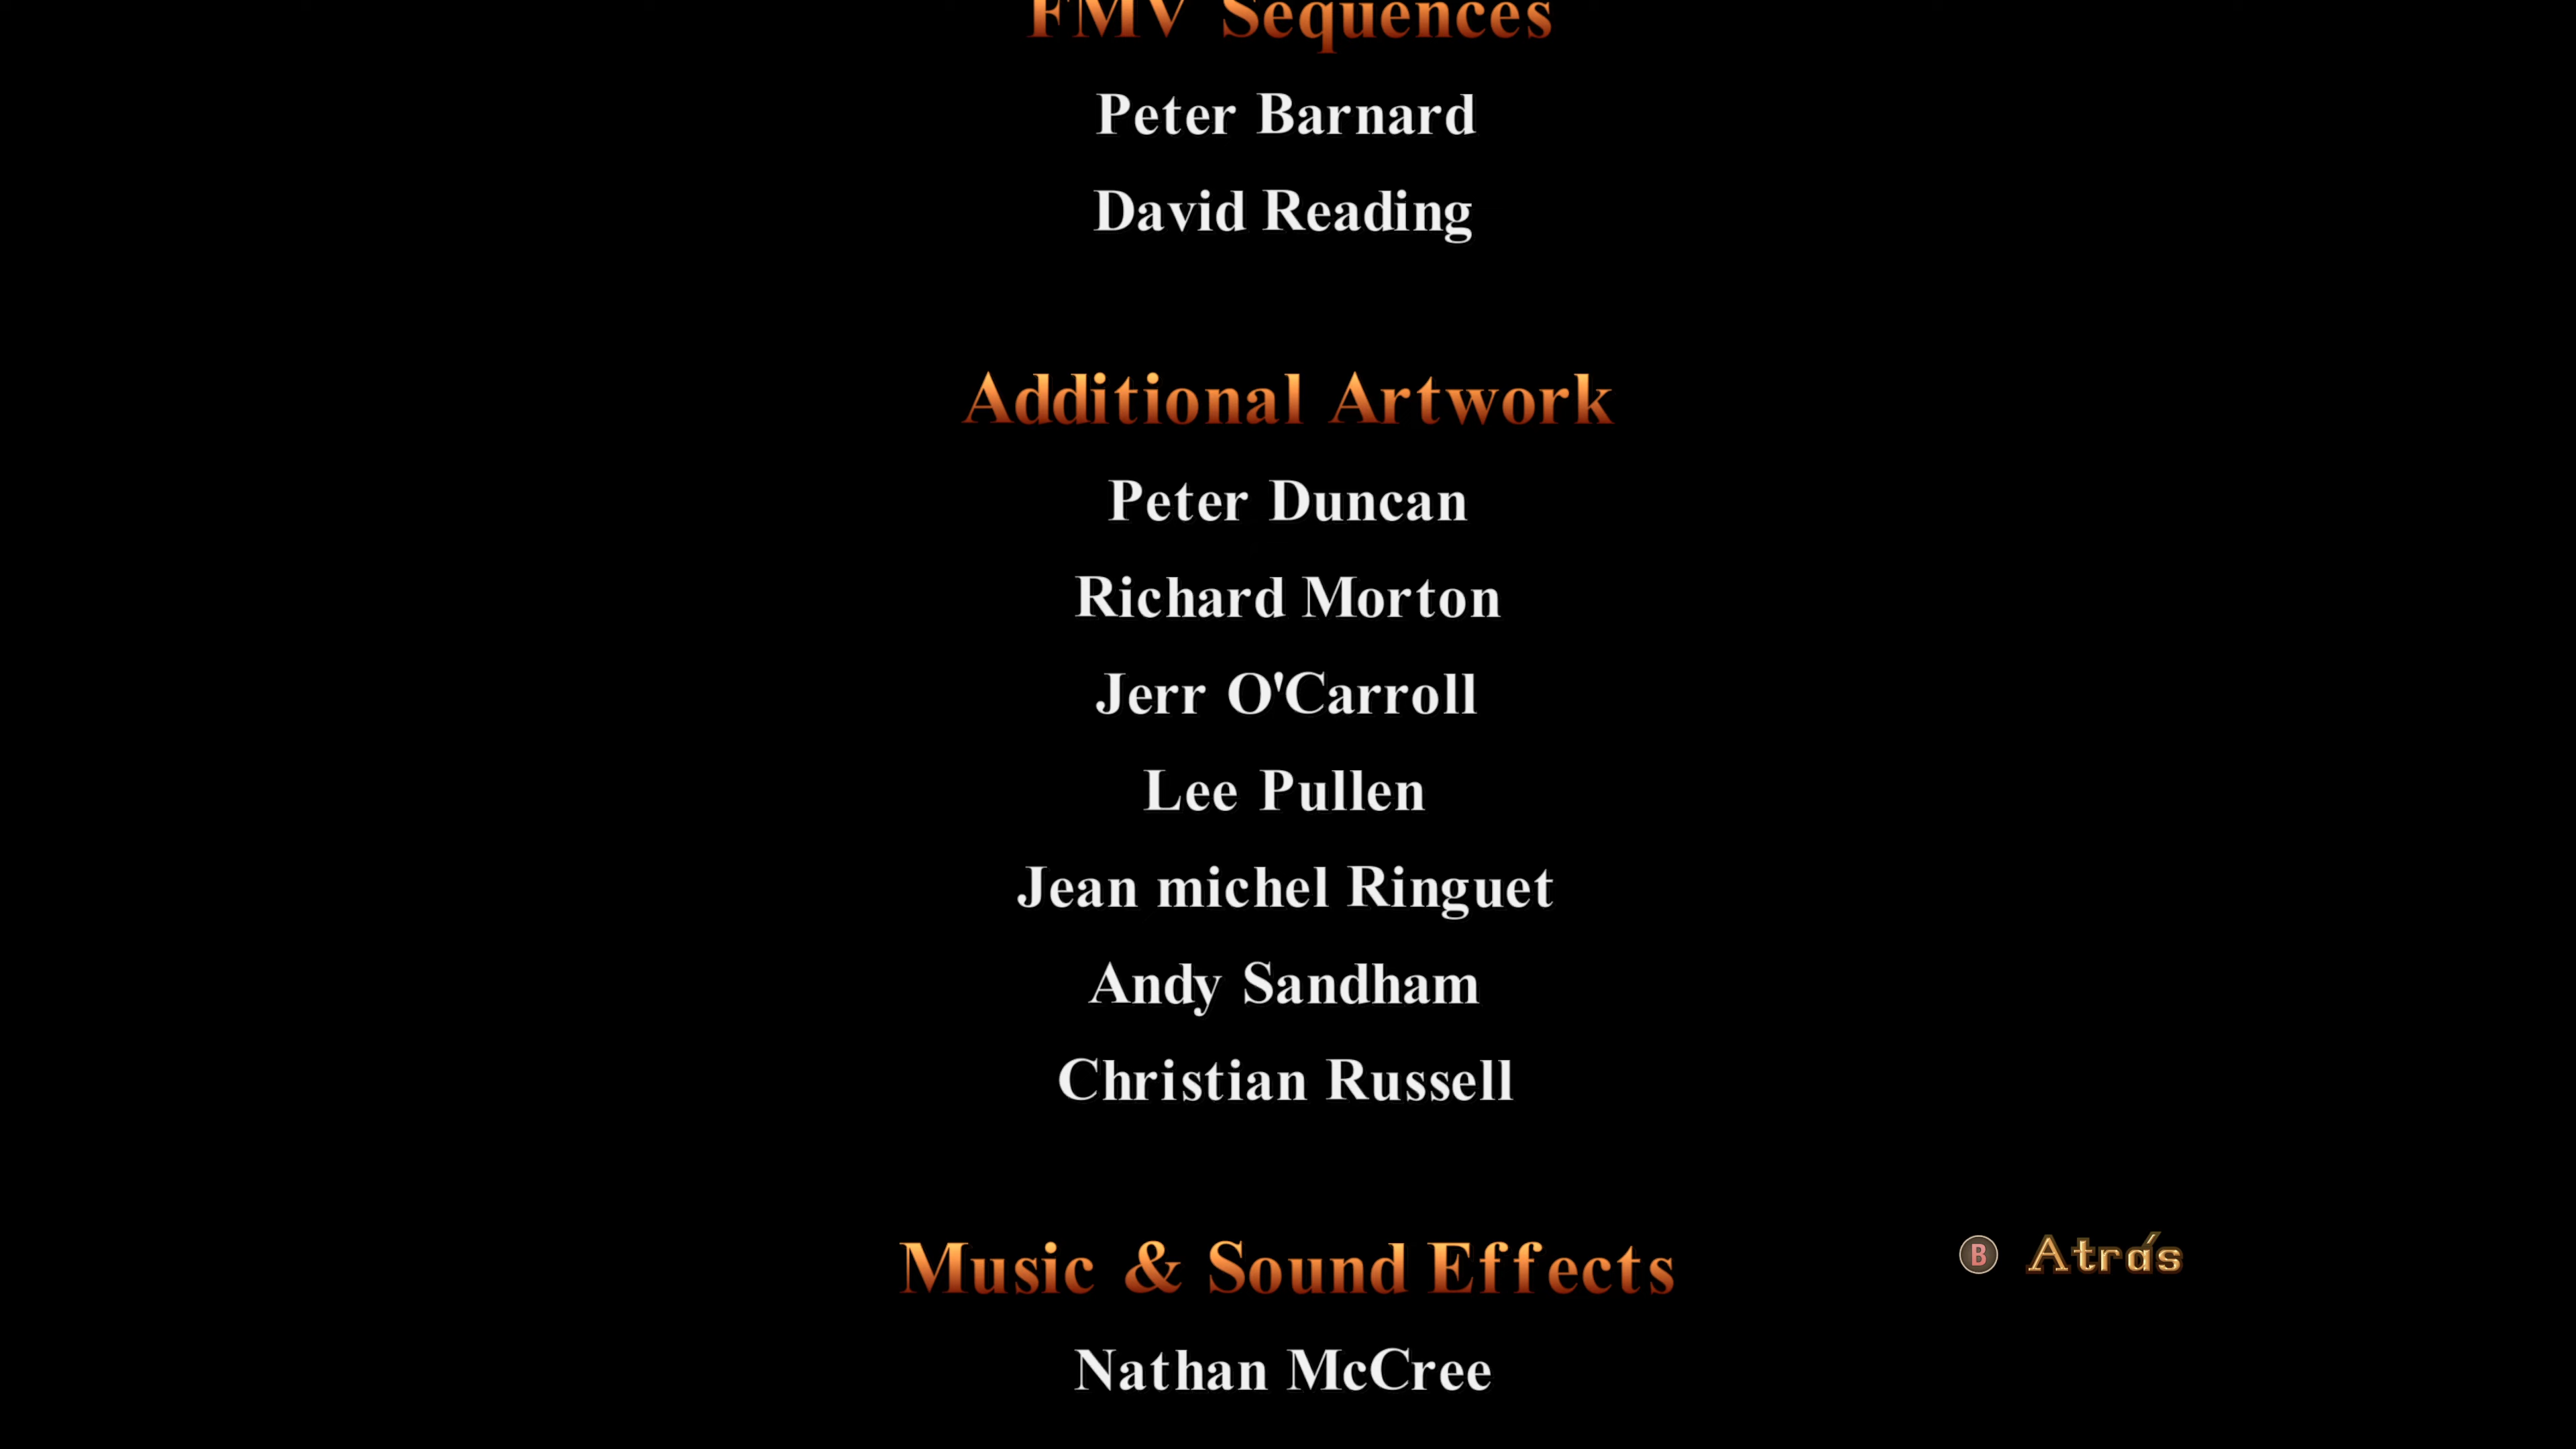 FMV Sequences
Peter Barnard
David Reading
Additional Artwork
Peter Duncan
Richard Morton
Jerr O'Carroll
Lee Pullen
Jean michel Ringuet
Andy Sandham
Christian Russell
Music & Sound Effects
B Atrás
Nathan McCree